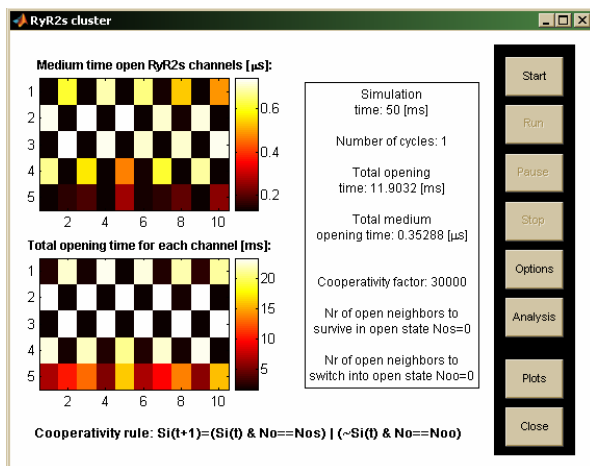 RyR2s cluster
Medium time open RyR2s channels [µs]:
1
2
3
4
5
2 4 6 8 10
0.6
0.4
0.2
Total opening time for each channel [ms]:
1
2
3
4
5
2 4 6 8 10
20
15
10
5
Simulation
time: 50 [ms]
Number of cycles: 1
Total opening
time: 11.9032 [ms]
Total medium
opening time: 0.35288 [µs]
Cooperativity factor: 30000
Nr of open neighbors to
survive in open state Nos=0
Nr of open neighbors to
switch into open state Noo=0
Start
Run
Pause
Stop
Options
Analysis
Plots
Close
Cooperativity rule: Si(t+1)=(Si(t) & No==Nos) | (~Si(t) & No==Noo)